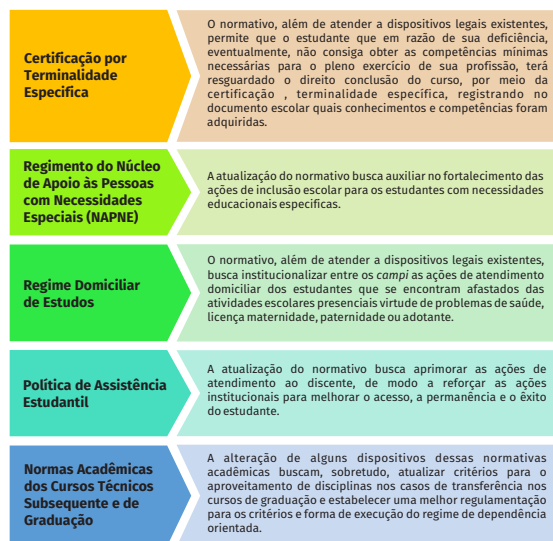 Certificação por
Terminalidade
Especifica
O normativo, além de atender a dispositivos legais existentes,
permite que o estudante que em razão de sua deficiência,
eventualmente, não consiga obter as competências mínimas
necessárias para o pleno exercício de sua profissão, terá
resguardado o direito conclusão do curso, por meio da
certificação , terminalidade específica, registrando no
documento escolar quais conhecimentos e competências foram
adquiridas.
Regimento do Núcleo
de Apoio às Pessoas
com Necessidades
Especiais (NAPNE)
A atualização do normativo busca auxiliar no fortalecimento das
ações de inclusão escolar para os estudantes com necessidades
educacionais especificas.
Regime Domiciliar
de Estudos
O normativo, além de atender a dispositivos legais existentes,
busca institucionalizar entre os campi as ações de atendimento
domiciliar dos estudantes que se encontram afastados das
atividades escolares presenciais virtude de problemas de saúde,
licença maternidade, paternidade ou adotante.
Política de Assistência
Estudantil
A atualização do normativo busca aprimorar as ações de
atendimento ao discente, de modo a reforçar as ações
institucionais para melhorar o acesso, a permanência e o êxito
do estudante.
Normas Acadêmicas
dos Cursos Técnicos
Subsequente e de
Graduação
A alteração de alguns dispositivos dessas normativas
acadêmicas buscam, sobretudo, atualizar critérios para o
aproveitamento de disciplinas nos casos de transferência nos
cursos de graduação e estabelecer uma melhor regulamentação
para os critérios e forma de execução do regime de dependência
orientada.